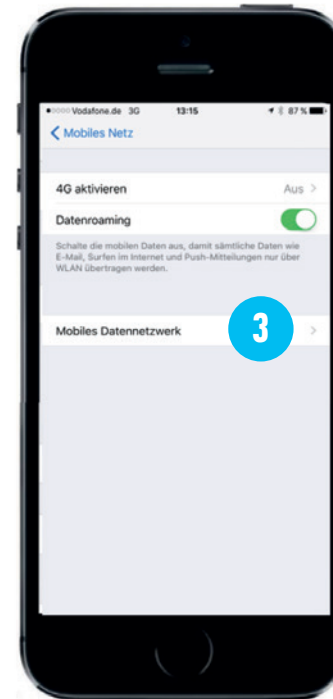 Vodafone.de 3G 13:15 87 %
Mobiles Netz
4G aktivieren Aus
Datenroaming
Schalte die mobilen Daten aus, damit sämtliche Daten wie
E-Mail, Surfen im Internet und Push-Mitteilungen nur über
WLAN übertragen werden.
Mobiles Datennetzwerk 3